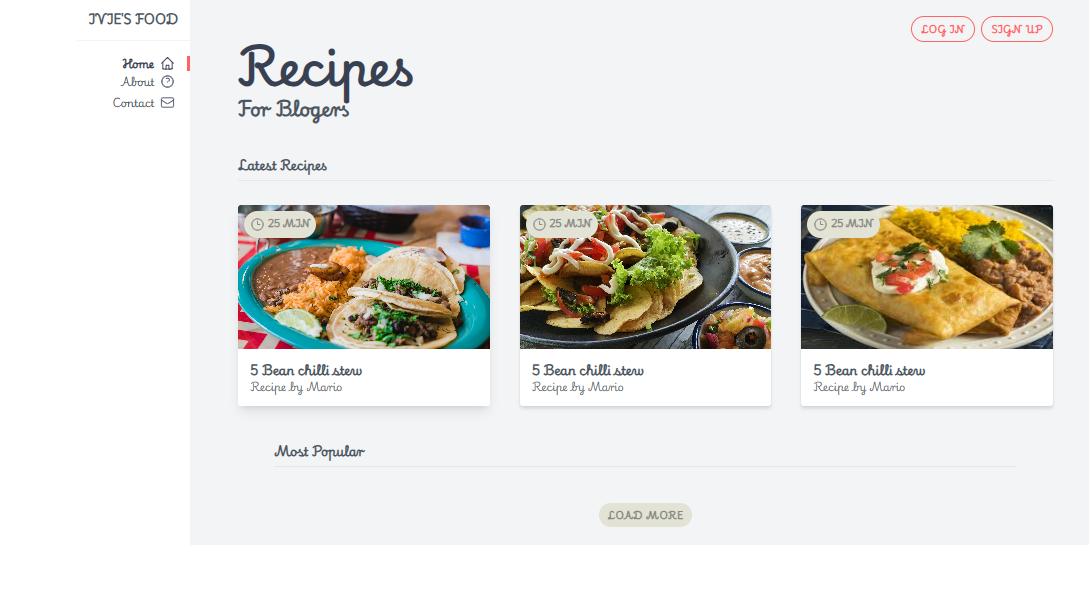 IVIE'S FOOD
Home
About
Contact
LOG IN
SIGN UP
Recipes
For Blogers
Latest Recipes
25 MIN
25 MIN
25 MIN
5 Bean chilli stew
Recipe by Mario
5 Bean chilli stew
Recipe by Mario
5 Bean chilli stew
Recipe by Mario
Most Popular
LOAD MORE